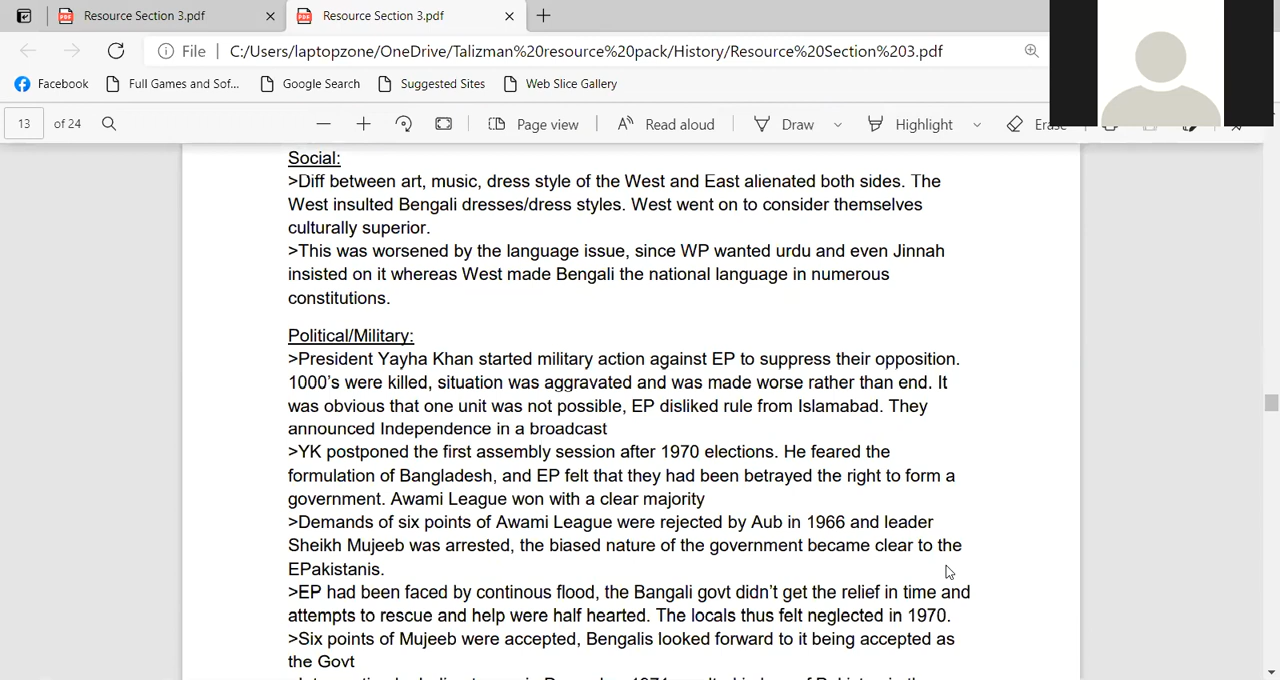 Resource Section 3.pdf
Resource Section 3.pdf
File C:/Users/laptopzone/OneDrive/Talizman%20resource%20pack/History/Resource%20Section%203.pdf
Facebook Full Games and Sof... Google Search Suggested Sites Web Slice Gallery
13 of 24 Page view Read aloud Draw Highlight
Social:
>Diff between art, music, dress style of the West and East alienated both sides. The
West insulted Bengali dresses/dress styles. West went on to consider themselves
culturally superior.
>This was worsened by the language issue, since WP wanted urdu and even Jinnah
insisted on it whereas West made Bengali the national language in numerous
constitutions.
Political/Military:
>President Yayha Khan started military action against EP to suppress their opposition.
1000's were killed, situation was aggravated and was made worse rather than end. It
was obvious that one unit was not possible, EP disliked rule from Islamabad. They
announced Independence in a broadcast
>YK postponed the first assembly session after 1970 elections. He feared the
formulation of Bangladesh, and EP felt that they had been betrayed the right to form a
government. Awami League won with a clear majority
>Demands of six points of Awami League were rejected by Aub in 1966 and leader
Sheikh Mujeeb was arrested, the biased nature of the government became clear to the
EPakistanis.
>EP had been faced by continous flood, the Bangali govt didn't get the relief in time and
attempts to rescue and help were half hearted. The locals thus felt neglected in 1970.
>Six points of Mujeeb were accepted, Bengalis looked forward to it being accepted as
the Govt